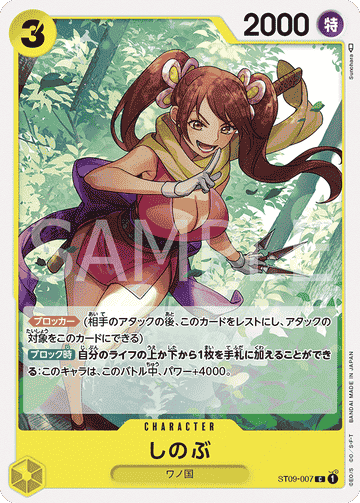 3
2000
特
Sunohara
SAMPLE
ブロッカー (相手のアタックの後、このカードをレストにし、アタックの
対象をこのカードにできる)
ブロック時 自分のライフの上か下から1枚を手札に加えることができ
る:このキャラは、このバトル中、パワー+4000。
CHARACTER
しのぶ
ワノ国
ST09-007 C 1
©E.O./S. ©O./S・F・T BANDAI MADE IN JAPAN